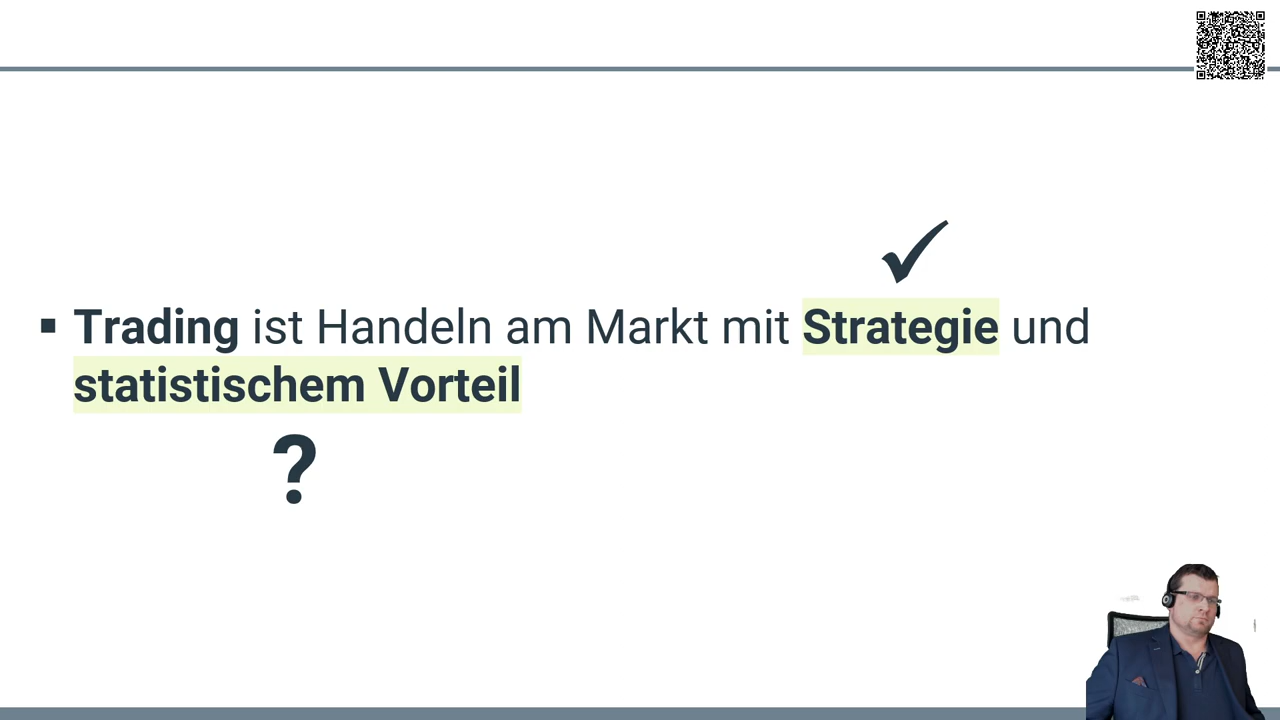 ✓
▪ Trading ist Handeln am Markt mit Strategie und
statistischem Vorteil
?